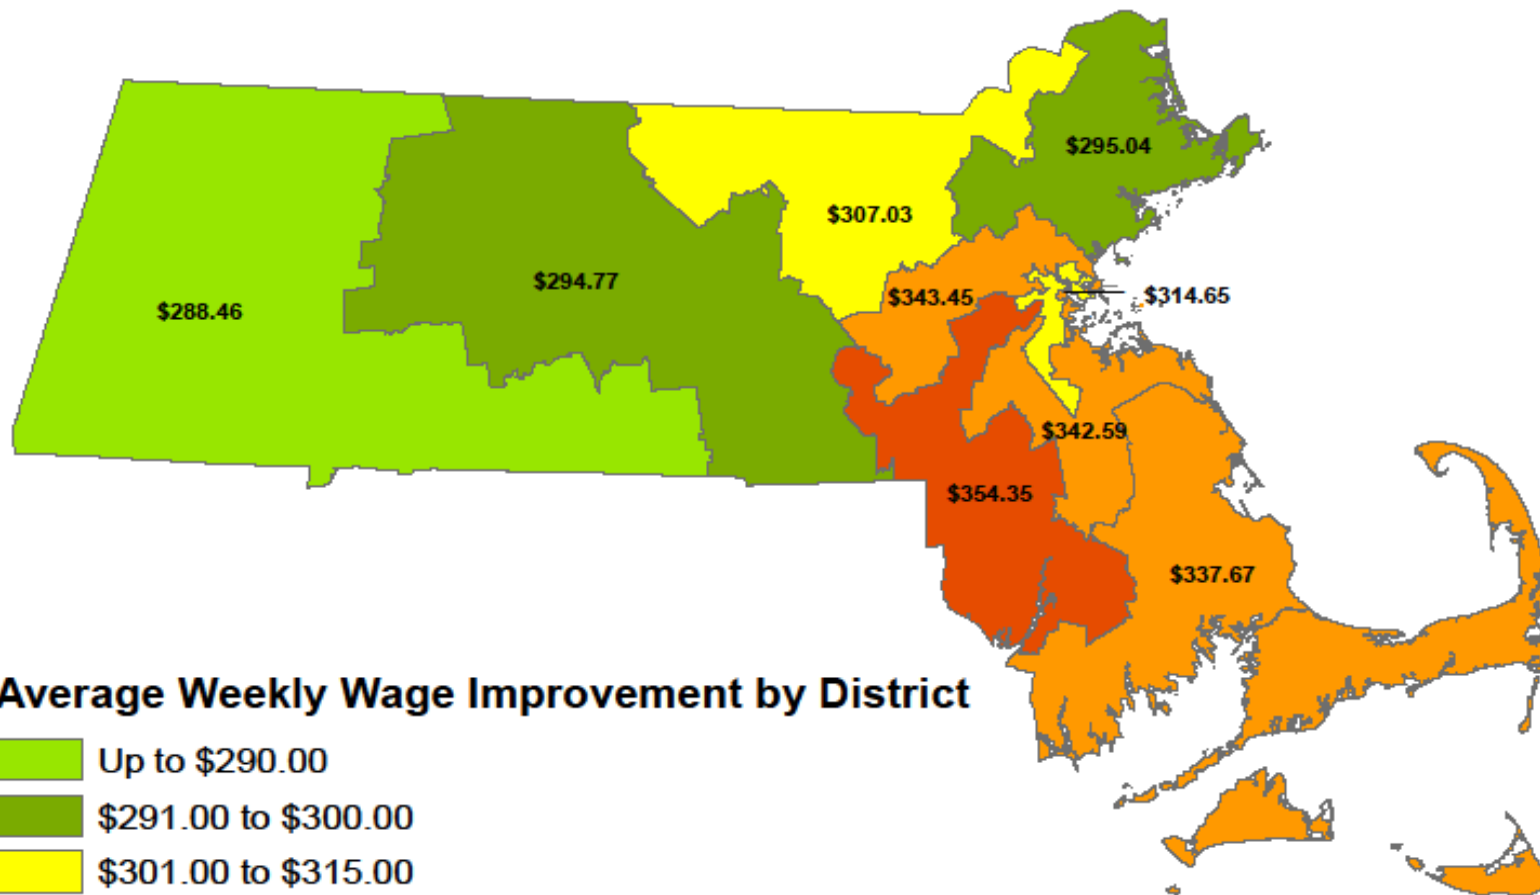 $295.04
$307.03
$294.77
$343.45
$314.65
$288.46
$342.59
$354.35
$337.67
Average Weekly Wage Improvement by District
Up to $290.00
$291.00 to $300.00
$301.00 to $315.00